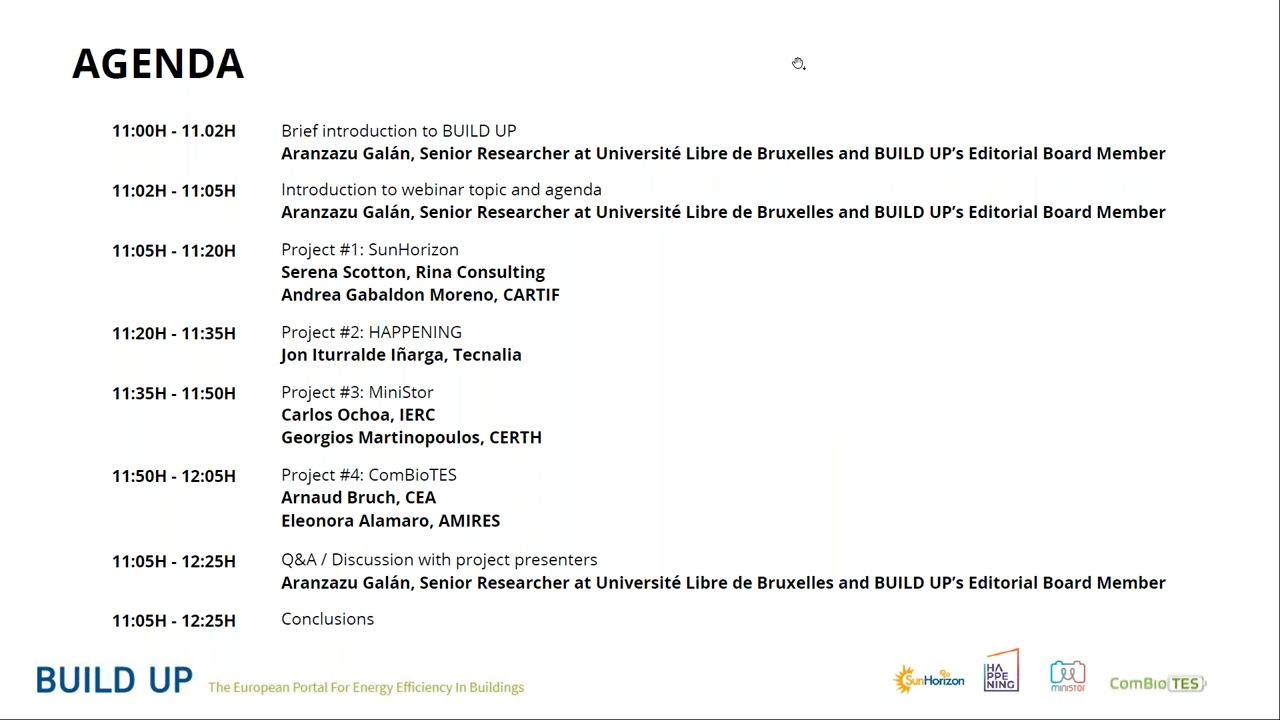 AGENDA
11:00H - 11.02H Brief introduction to BUILD UP
Aranzazu Galán, Senior Researcher at Université Libre de Bruxelles and BUILD UP’s Editorial Board Member
11:02H - 11:05H Introduction to webinar topic and agenda
Aranzazu Galán, Senior Researcher at Université Libre de Bruxelles and BUILD UP’s Editorial Board Member
11:05H - 11:20H Project #1: SunHorizon
Serena Scotton, Rina Consulting
Andrea Gabaldon Moreno, CARTIF
11:20H - 11:35H Project #2: HAPPENING
Jon Iturralde Iñarga, Tecnalia
11:35H - 11:50H Project #3: MiniStor
Carlos Ochoa, IERC
Georgios Martinopoulos, CERTH
11:50H - 12:05H Project #4: ComBioTES
Arnaud Bruch, CEA
Eleonora Alamaro, AMIRES
11:05H - 12:25H Q&A / Discussion with project presenters
Aranzazu Galán, Senior Researcher at Université Libre de Bruxelles and BUILD UP’s Editorial Board Member
11:05H - 12:25H Conclusions
BUILD UP The European Portal For Energy Efficiency In Buildings
SunHorizon
HA
PPE
NING
MINISTOR
ComBioTES